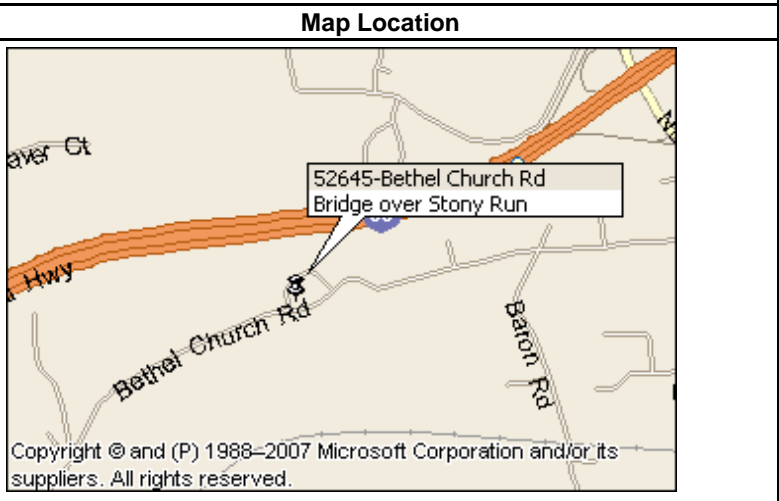 Map Location
aver Ct
52645-Bethel Church Rd
Bridge over Stony Run
Hwy
Bethel Church Rd
Baron Rd
Copyright © and (P) 1988–2007 Microsoft Corporation and/or its
suppliers. All rights reserved.